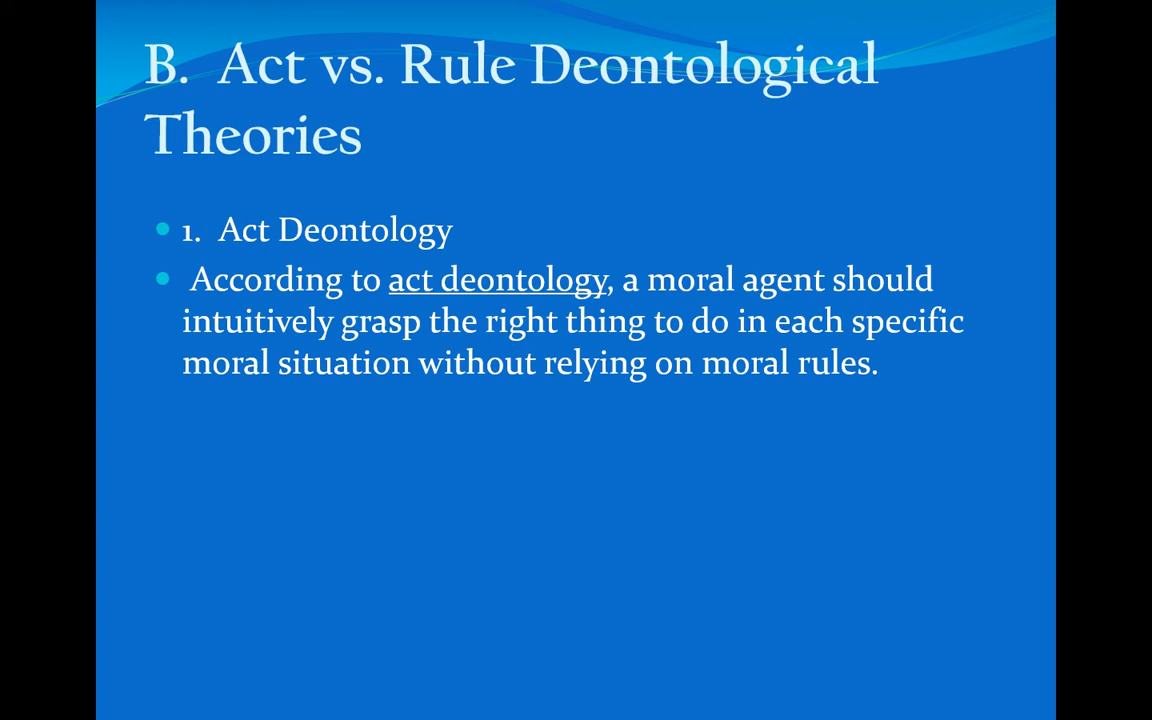 B. Act vs. Rule Deontological
Theories
1. Act Deontology
According to act deontology, a moral agent should
intuitively grasp the right thing to do in each specific
moral situation without relying on moral rules.